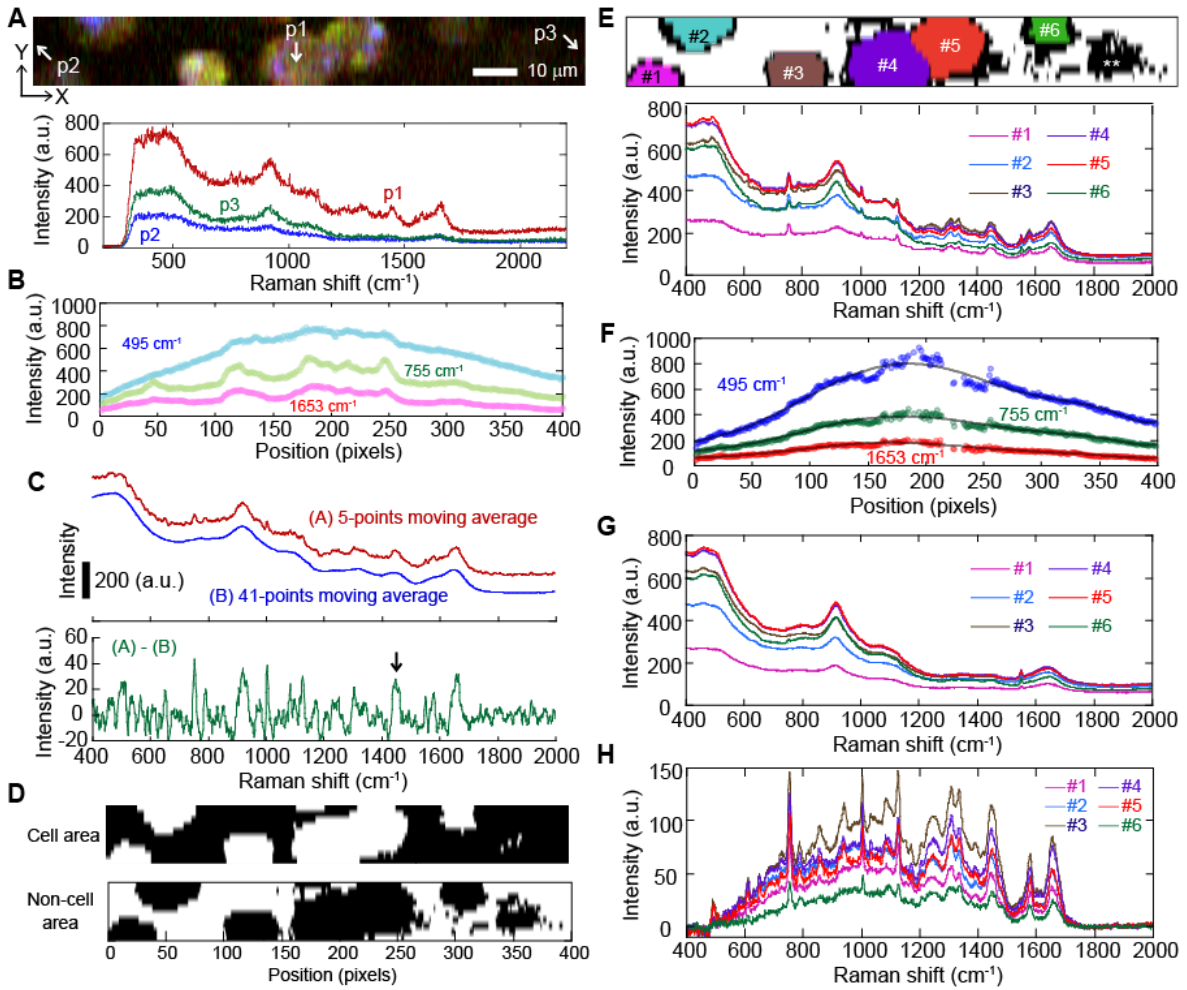 A
Y
X
p1
p2
p3
10 μm
Intensity (a.u.)
800
600
400
200
0
p1
p3
p2
500
1000
1500
2000
Raman shift (cm-1)
B
Intensity (a.u.)
1000
800
600
400
200
0
495 cm-1
755 cm-1
1653 cm-1
0 50 100 150 200 250 300 350 400
Position (pixels)
C
Intensity
200 (a.u.)
(A) 5-points moving average
(B) 41-points moving average
Intensity (a.u.)
60
40
20
0
-20
(A) - (B)
400 600 800 1000 1200 1400 1600 1800 2000
Raman shift (cm-1)
D
Cell area
Non-cell
area
0 50 100 150 200 250 300 350 400
Position (pixels)
E
#1
#2
#3
#4
#5
#6
**
Intensity (a.u.)
800
600
400
200
0
#1 #4
#2 #5
#3 #6
400 600 800 1000 1200 1400 1600 1800 2000
Raman shift (cm-1)
F
Intensity (a.u.)
1000
800
600
400
200
0
495 cm-1
755 cm-1
1653 cm-1
0 50 100 150 200 250 300 350 400
Position (pixels)
G
Intensity (a.u.)
800
600
400
200
0
#1 #4
#2 #5
#3 #6
400 600 800 1000 1200 1400 1600 1800 2000
Raman shift (cm-1)
H
Intensity (a.u.)
150
100
50
0
#1 #4
#2 #5
#3 #6
400 600 800 1000 1200 1400 1600 1800 2000
Raman shift (cm-1)